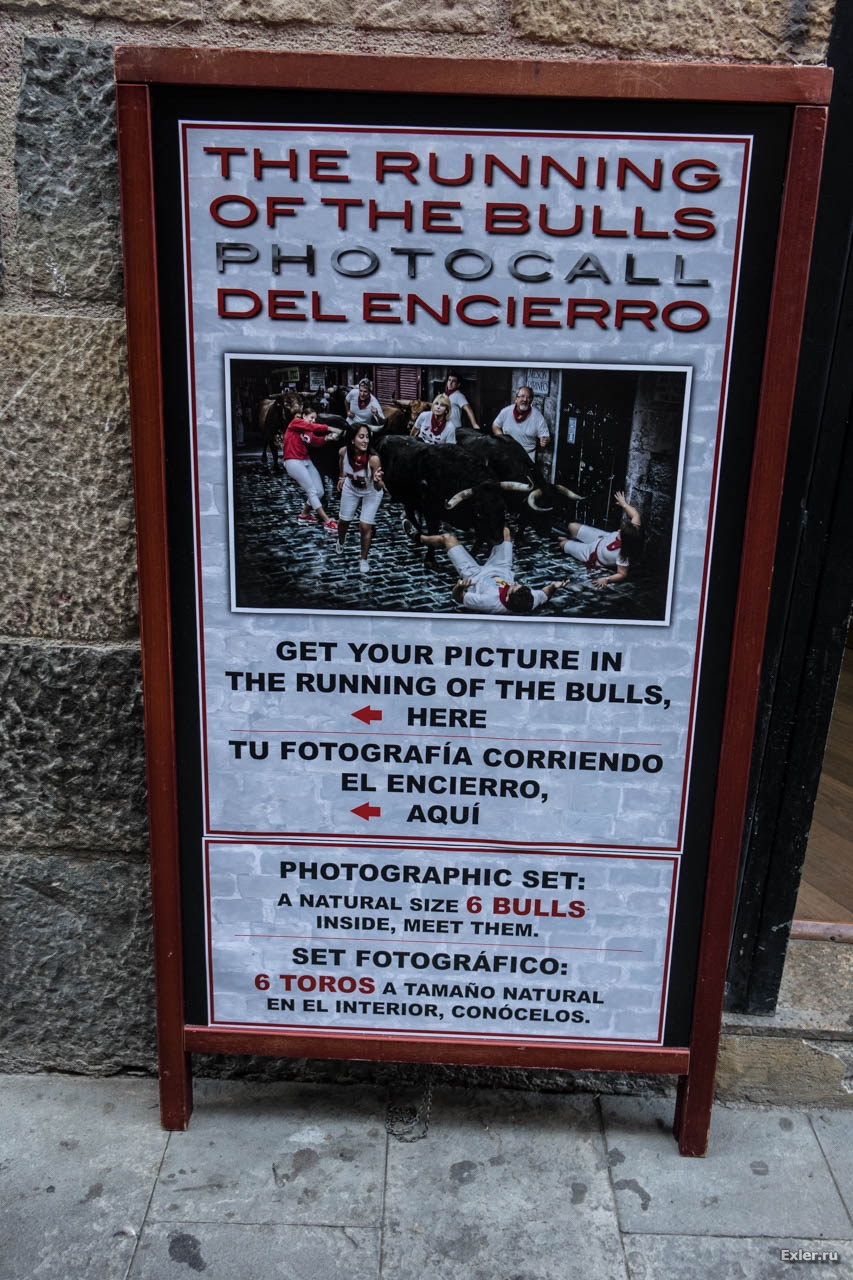 THE RUNNING
OF THE BULLS
PHOTOCALL
DEL ENCIERRO
GET YOUR PICTURE IN
THE RUNNING OF THE BULLS,
HERE
TU FOTOGRAFÍA CORRIENDO
EL ENCIERRO,
AQUÍ
PHOTOGRAPHIC SET:
A NATURAL SIZE 6 BULLS
INSIDE, MEET THEM.
SET FOTOGRÁFICO:
6 TOROS A TAMAÑO NATURAL
EN EL INTERIOR, CONÓCELOS.
Exler.ru